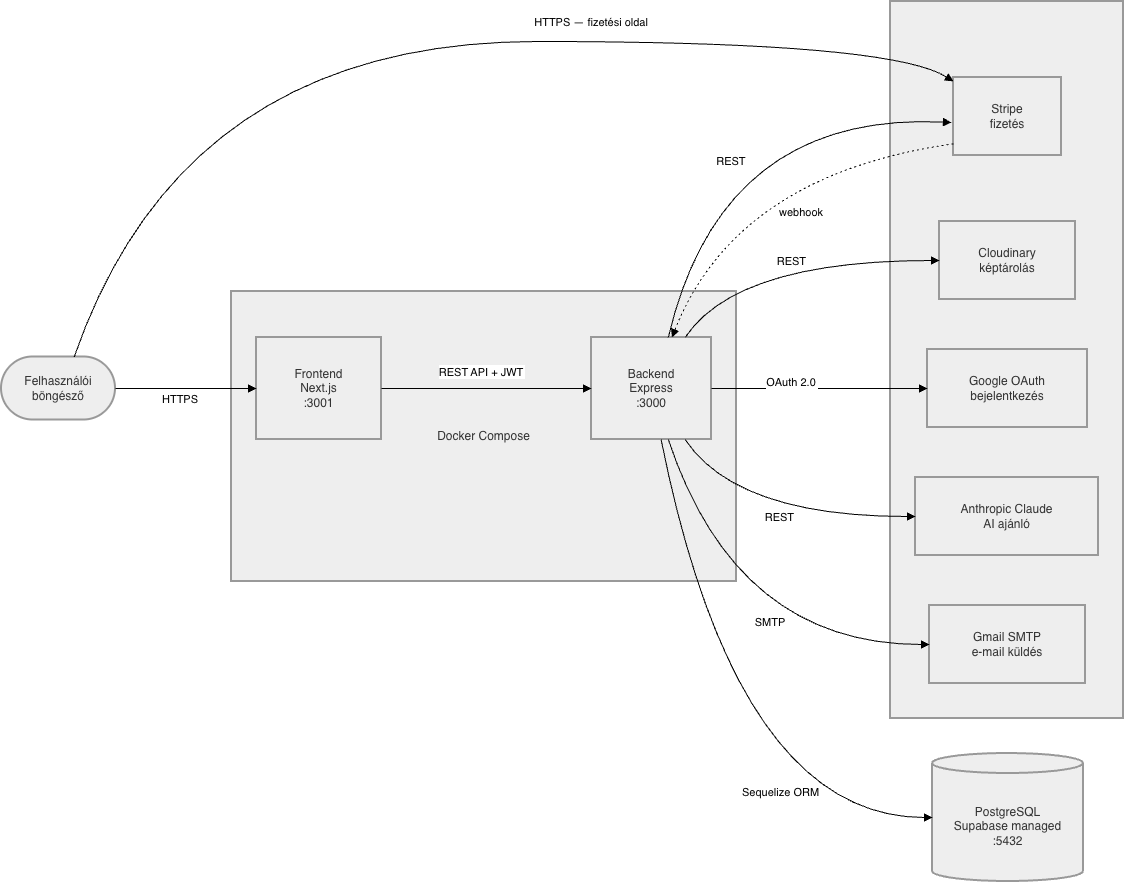 HTTPS — fizetési oldal
Stripe
fizetés
REST
webhook
Cloudinary
képtárolás
REST
Felhasználói
böngésző
HTTPS
Frontend
Next.js
:3001
REST API + JWT
Docker Compose
Backend
Express
:3000
OAuth 2.0
Google OAuth
bejelentkezés
REST
Anthropic Claude
AI ajánló
SMTP
Gmail SMTP
e-mail küldés
Sequelize ORM
PostgreSQL
Supabase managed
:5432